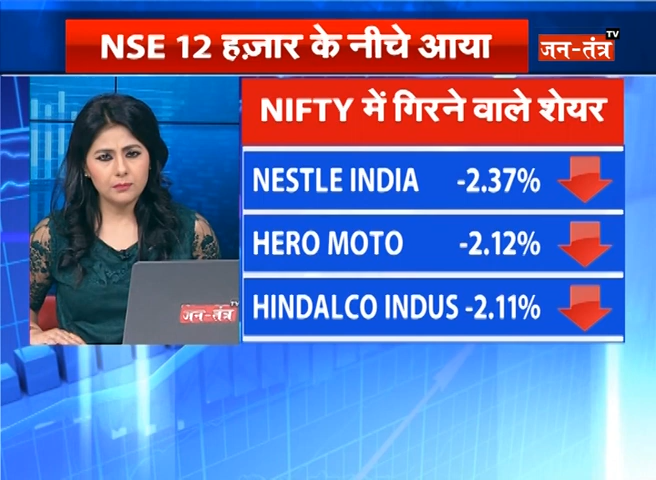 NSE 12 हज़ार के नीचे आया
जन-तंत्र TV
NIFTY में गिरने वाले शेयर
NESTLE INDIA -2.37%
HERO MOTO -2.12%
HINDALCO INDUS -2.11%
जन-तंत्र TV